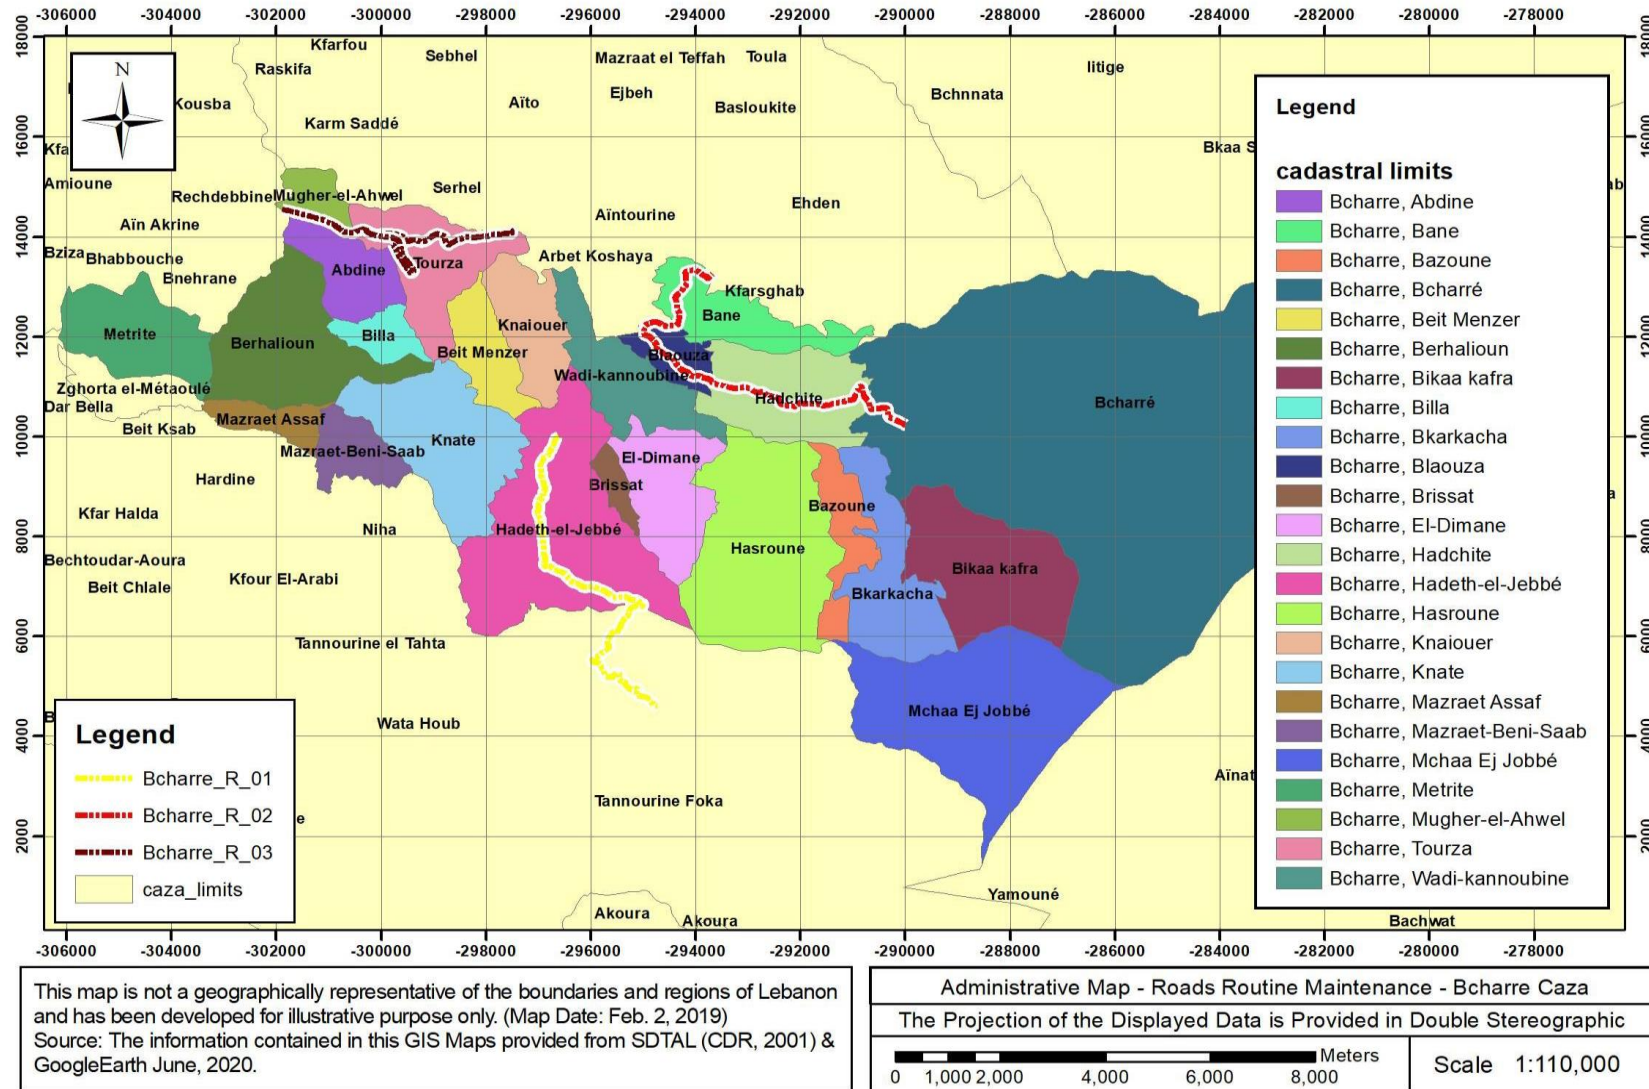 -306000 -304000 -302000 -300000 -298000 -296000 -294000 -292000 -290000 -288000 -286000 -284000 -282000 -280000 -278000
18000
16000
14000
12000
10000
8000
6000
4000
2000
18000
16000
14000
12000
10000
8000
6000
4000
2000
N
Kfarfou
Sebhel
Mazraat el Teffah
Toula
litige
Raskifa
Kousba
Aïto
Ejbeh
Basloukite
Bchnnata
Karm Saddé
Kfa
Bkaa S
Amioune
Rechdebbine
Mugher-el-Ahwel
Serhel
Ehden
Aïn Akrine
Aïntourine
Bziza
Bhabbouche
Bnehrane
Abdine
Tourza
Arbet Koshaya
Kfarsghab
Bane
Metrite
Berhalioun
Billa
Knaiouer
Beit Menzer
Blaouza
Wadi-kannoubine
Zghorta el-Métaoulé
Dar Bella
Hadchite
Bcharré
Beit Ksab
Mazraet Assaf
Mazraet-Beni-Saab
Knate
El-Dimane
Hardine
Brissat
Bazoune
Kfar Halda
Niha
Hadeth-el-Jebbé
Hasroune
Bechtoudar-Aoura
Beit Chlale
Kfour El-Arabi
Bikaa kafra
Bkarkacha
Tannourine el Tahta
Wata Houb
Mchaa Ej Jobbé
Aïnat
Tannourine Foka
Yamouné
Akoura
Akoura
Bachwat
Legend
cadastral limits
Bcharre, Abdine
Bcharre, Bane
Bcharre, Bazoune
Bcharre, Bcharré
Bcharre, Beit Menzer
Bcharre, Berhalioun
Bcharre, Bikaa kafra
Bcharre, Billa
Bcharre, Bkarkacha
Bcharre, Blaouza
Bcharre, Brissat
Bcharre, El-Dimane
Bcharre, Hadchite
Bcharre, Hadeth-el-Jebbé
Bcharre, Hasroune
Bcharre, Knaiouer
Bcharre, Knate
Bcharre, Mazraet Assaf
Bcharre, Mazraet-Beni-Saab
Bcharre, Mchaa Ej Jobbé
Bcharre, Metrite
Bcharre, Mugher-el-Ahwel
Bcharre, Tourza
Bcharre, Wadi-kannoubine
Legend
Bcharre_R_01
Bcharre_R_02
Bcharre_R_03
caza_limits
-306000 -304000 -302000 -300000 -298000 -296000 -294000 -292000 -290000 -288000 -286000 -284000 -282000 -280000 -278000
This map is not a geographically representative of the boundaries and regions of Lebanon
and has been developed for illustrative purpose only. (Map Date: Feb. 2, 2019)
Source: The information contained in this GIS Maps provided from SDTAL (CDR, 2001) &
GoogleEarth June, 2020.
Administrative Map - Roads Routine Maintenance - Bcharre Caza
The Projection of the Displayed Data is Provided in Double Stereographic
Meters
0 1,000 2,000 4,000 6,000 8,000
Scale 1:110,000